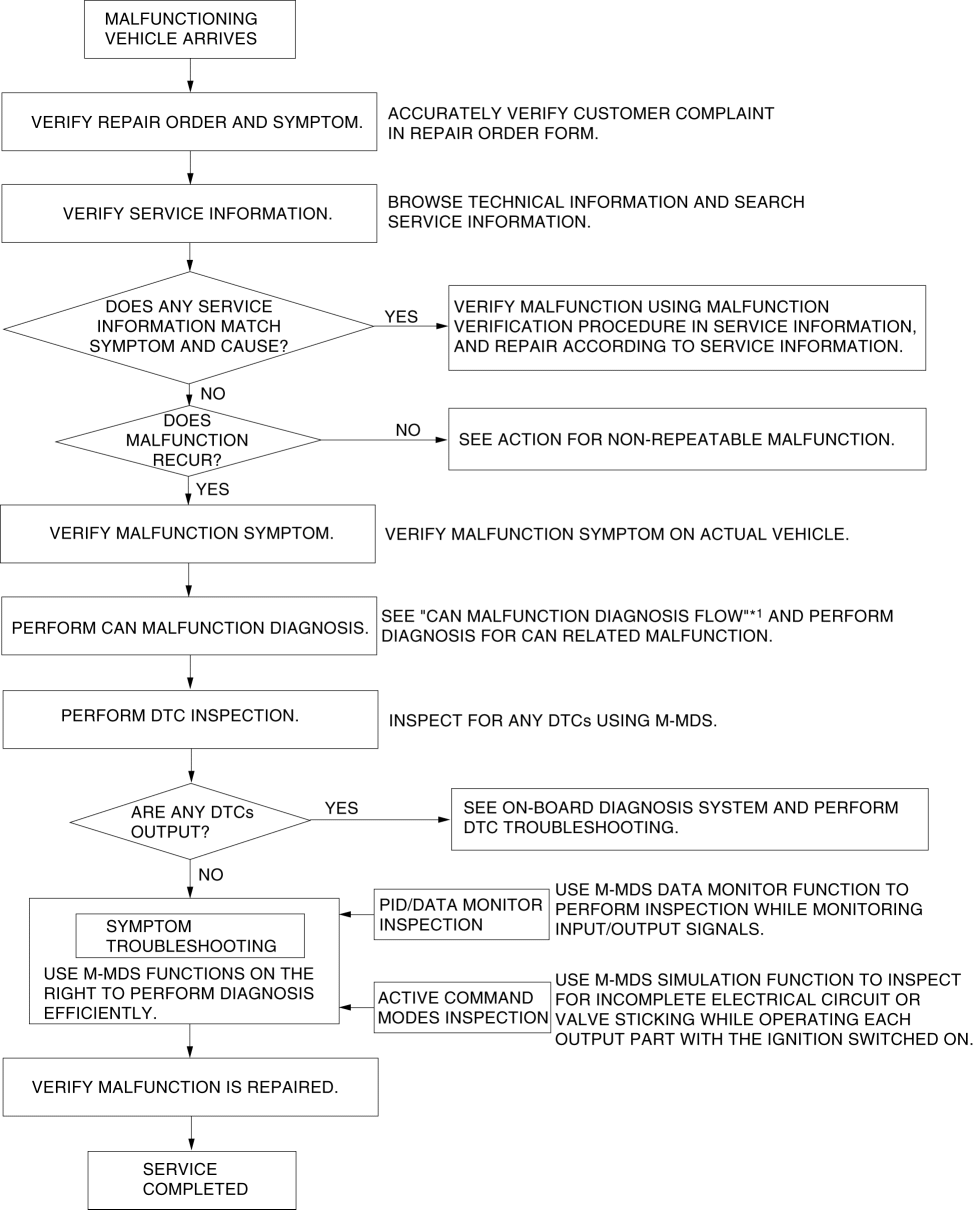 MALFUNCTIONING
VEHICLE ARRIVES
VERIFY REPAIR ORDER AND SYMPTOM.
ACCURATELY VERIFY CUSTOMER COMPLAINT
IN REPAIR ORDER FORM.
VERIFY SERVICE INFORMATION.
BROWSE TECHNICAL INFORMATION AND SEARCH
SERVICE INFORMATION.
DOES ANY SERVICE
INFORMATION MATCH
SYMPTOM AND CAUSE?
YES
VERIFY MALFUNCTION USING MALFUNCTION
VERIFICATION PROCEDURE IN SERVICE INFORMATION,
AND REPAIR ACCORDING TO SERVICE INFORMATION.
NO
DOES
MALFUNCTION
RECUR?
NO
SEE ACTION FOR NON-REPEATABLE MALFUNCTION.
YES
VERIFY MALFUNCTION SYMPTOM.
VERIFY MALFUNCTION SYMPTOM ON ACTUAL VEHICLE.
PERFORM CAN MALFUNCTION DIAGNOSIS.
SEE "CAN MALFUNCTION DIAGNOSIS FLOW"*1 AND PERFORM
DIAGNOSIS FOR CAN RELATED MALFUNCTION.
PERFORM DTC INSPECTION.
INSPECT FOR ANY DTCs USING M-MDS.
ARE ANY DTCs
OUTPUT?
YES
SEE ON-BOARD DIAGNOSIS SYSTEM AND PERFORM
DTC TROUBLESHOOTING.
NO
SYMPTOM
TROUBLESHOOTING
USE M-MDS FUNCTIONS ON THE
RIGHT TO PERFORM DIAGNOSIS
EFFICIENTLY.
PID/DATA MONITOR
INSPECTION
USE M-MDS DATA MONITOR FUNCTION TO
PERFORM INSPECTION WHILE MONITORING
INPUT/OUTPUT SIGNALS.
ACTIVE COMMAND
MODES INSPECTION
USE M-MDS SIMULATION FUNCTION TO INSPECT
FOR INCOMPLETE ELECTRICAL CIRCUIT OR
VALVE STICKING WHILE OPERATING EACH
OUTPUT PART WITH THE IGNITION SWITCHED ON.
VERIFY MALFUNCTION IS REPAIRED.
SERVICE
COMPLETED